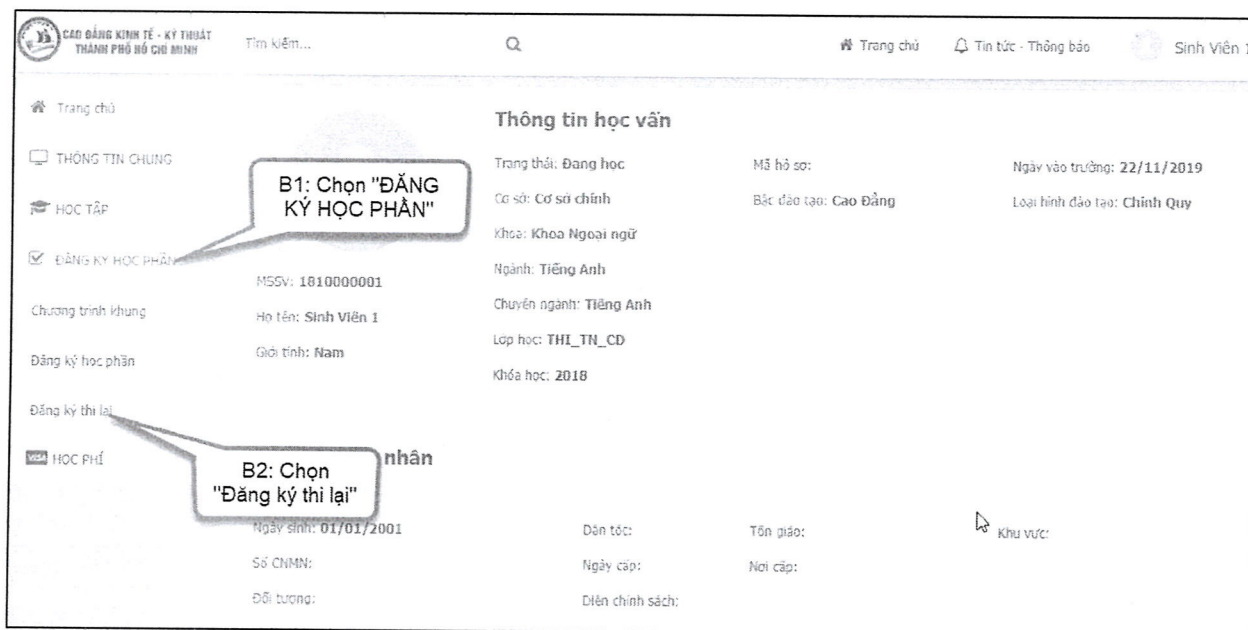 CAO ĐẲNG KINH TẾ - KỸ THUẬT
THÀNH PHỐ HỒ CHÍ MINH
Tìm kiếm...
Trang chủ
Tin tức - Thông báo
Sinh Viên 1
Trang chủ
THÔNG TIN CHUNG
HỌC TẬP
ĐĂNG KÝ HỌC PHẦN
Chương trình khung
Đăng ký học phần
Đăng ký thi lại
VISA HỌC PHÍ
B1: Chọn "ĐĂNG
KÝ HỌC PHẦN"
MSSV: 1810000001
Họ tên: Sinh Viên 1
Giới tính: Nam
Thông tin học vấn
Trạng thái: Đang học
Mã hồ sơ:
Ngày vào trường: 22/11/2019
Cơ sở: Cơ sở chính
Bậc đào tạo: Cao Đẳng
Loại hình đào tạo: Chính Quy
Khoa: Khoa Ngoại ngữ
Ngành: Tiếng Anh
Chuyên ngành: Tiếng Anh
Lớp học: THI_TN_CD
Khóa học: 2018
B2: Chọn
"Đăng ký thi lại"
nhân
Ngày sinh: 01/01/2001
Dân tộc:
Tôn giáo:
Khu vực:
Số CNMN:
Ngày cấp:
Nơi cấp:
Đối tượng:
Diện chính sách: